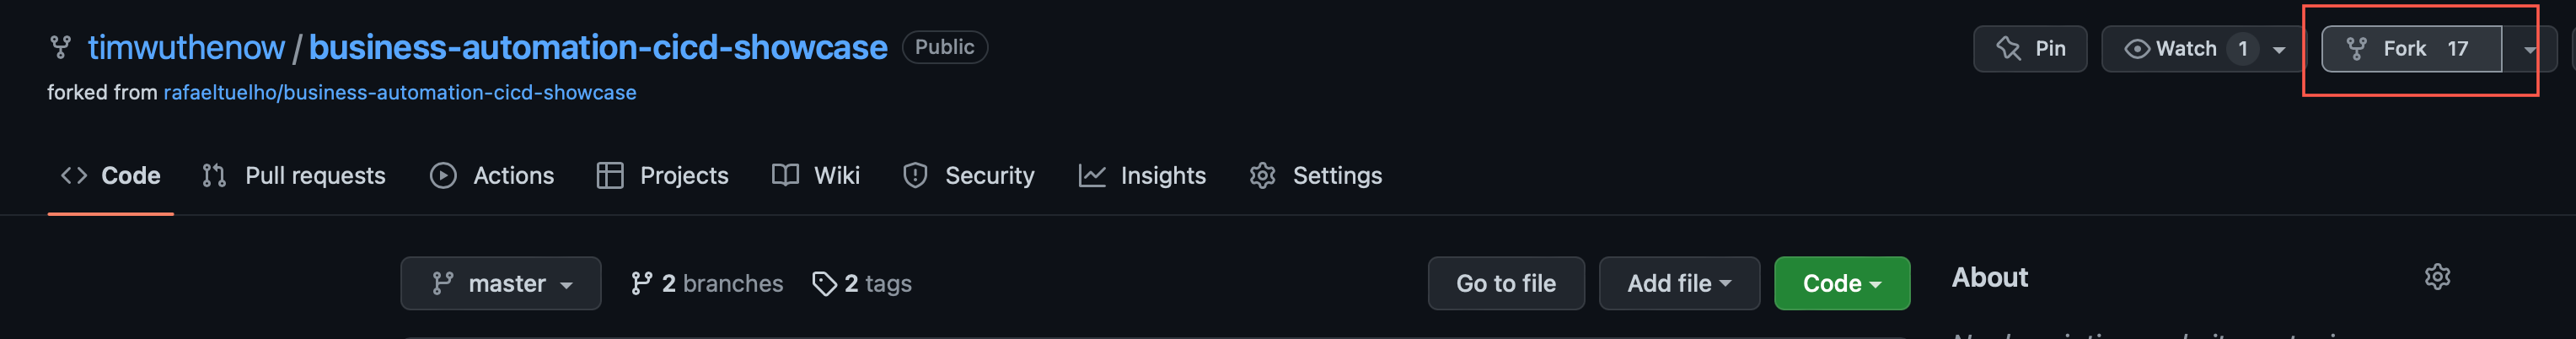 timwuthenow / business-automation-cicd-showcase Public Pin Watch 1 Fork 17
forked from rafaeltuelho/business-automation-cicd-showcase
Code Pull requests Actions Projects Wiki Security Insights Settings
master 2 branches 2 tags Go to file Add file Code About